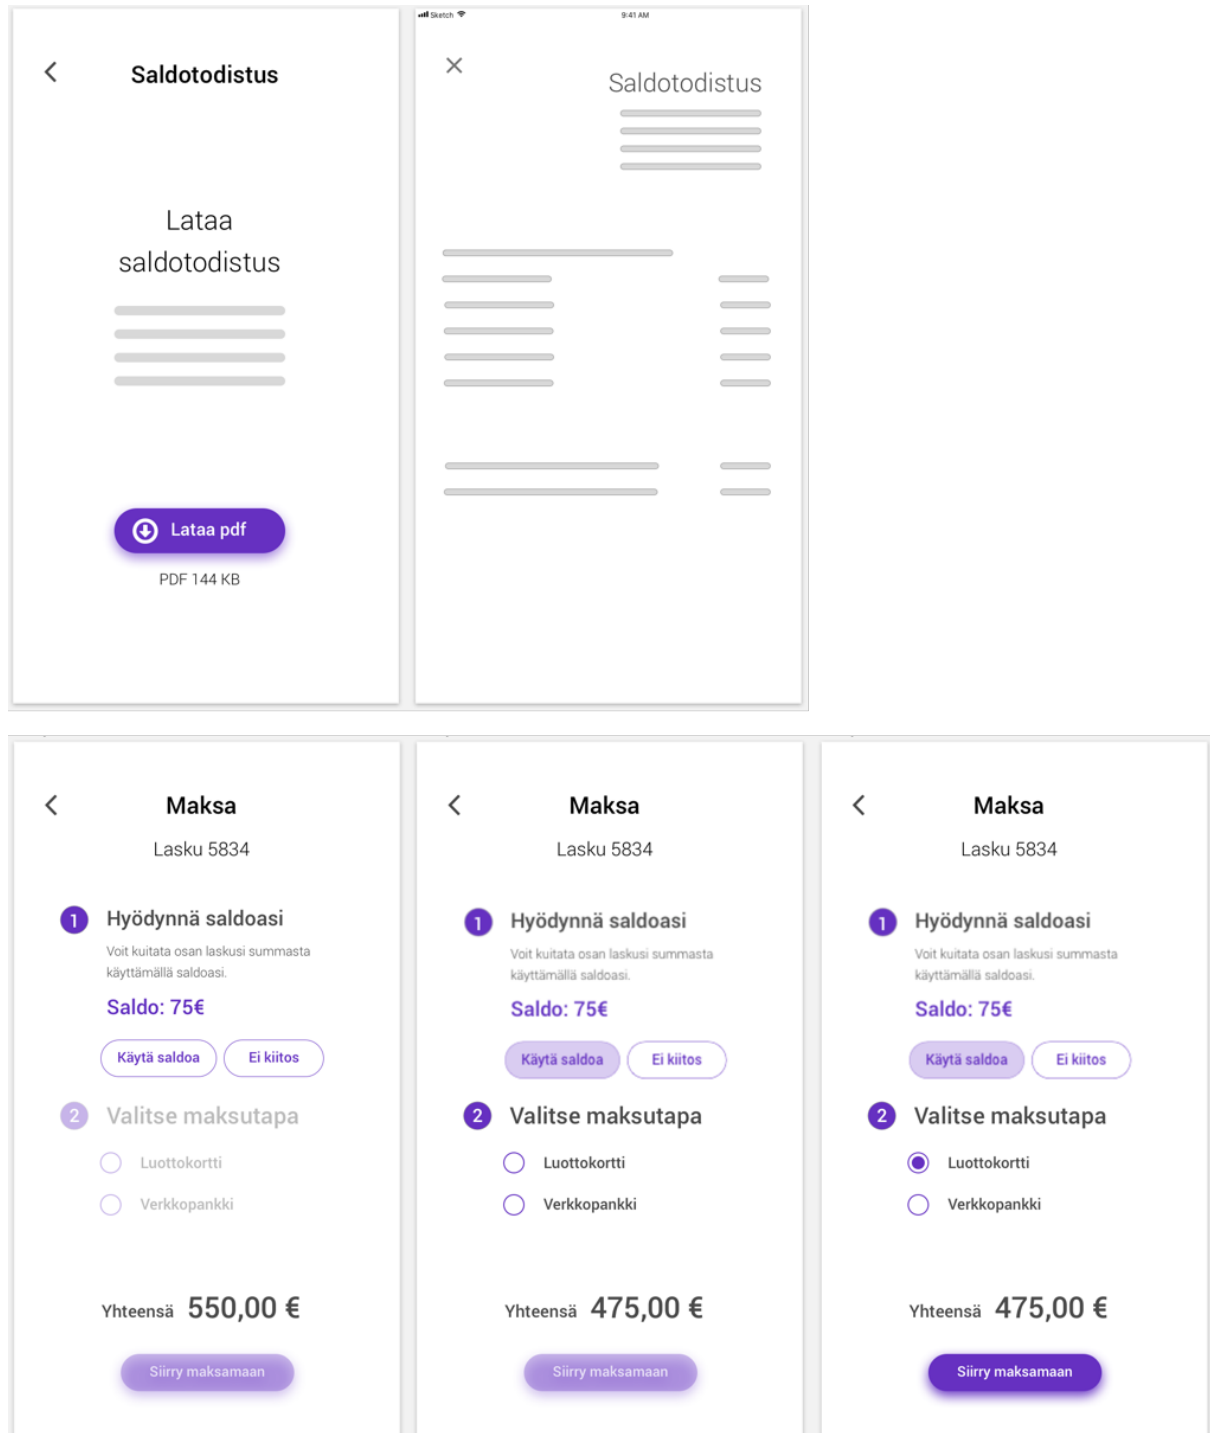 Saldotodistus
Lataa
saldotodistus
Lataa pdf
PDF 144 KB
Sketch
9:41 AM
Saldotodistus
Maksa
Lasku 5834
1 Hyödynnä saldoasi
Voit kuitata osan laskusi summasta
käyttämällä saldoasi.
Saldo: 75€
Käytä saldoa Ei kiitos
2 Valitse maksutapa
Luottokortti
Verkkopankki
Yhteensä 550,00 €
Siirry maksamaan
Maksa
Lasku 5834
1 Hyödynnä saldoasi
Voit kuitata osan laskusi summasta
käyttämällä saldoasi.
Saldo: 75€
Käytä saldoa Ei kiitos
2 Valitse maksutapa
Luottokortti
Verkkopankki
Yhteensä 475,00 €
Siirry maksamaan
Maksa
Lasku 5834
1 Hyödynnä saldoasi
Voit kuitata osan laskusi summasta
käyttämällä saldoasi.
Saldo: 75€
Käytä saldoa Ei kiitos
2 Valitse maksutapa
Luottokortti
Verkkopankki
Yhteensä 475,00 €
Siirry maksamaan